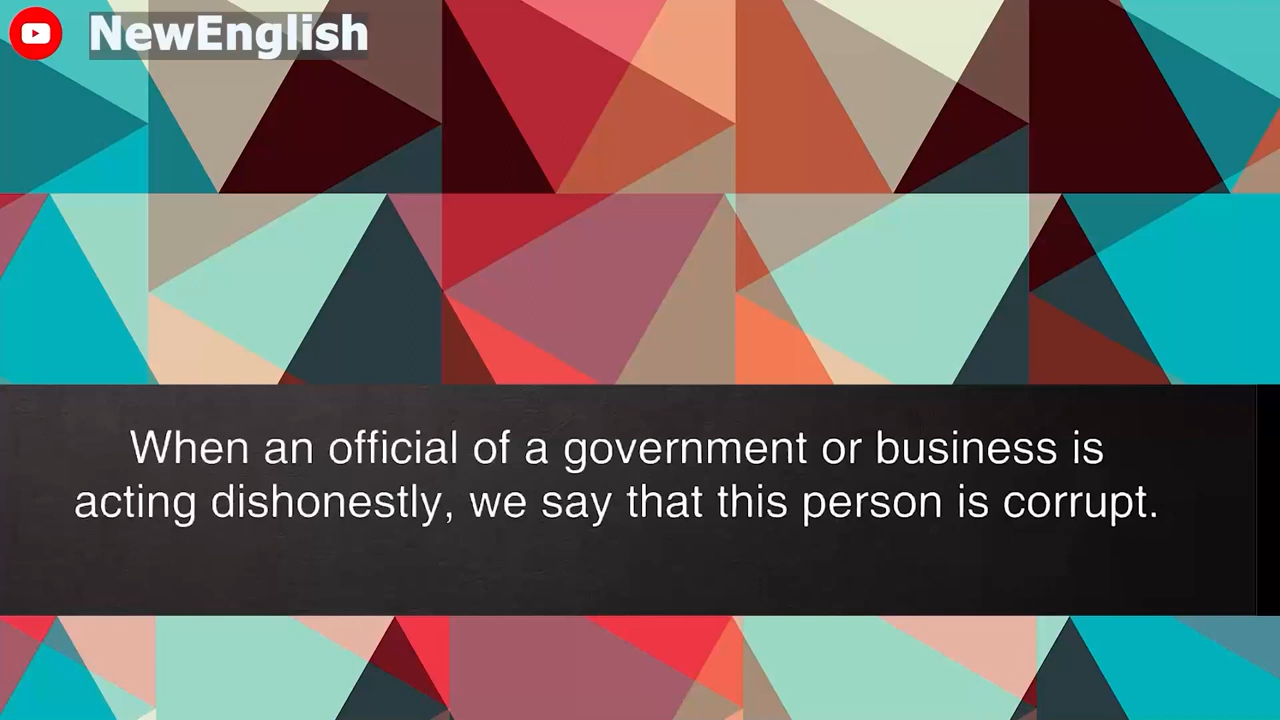 NewEnglish
When an official of a government or business is
acting dishonestly, we say that this person is corrupt.